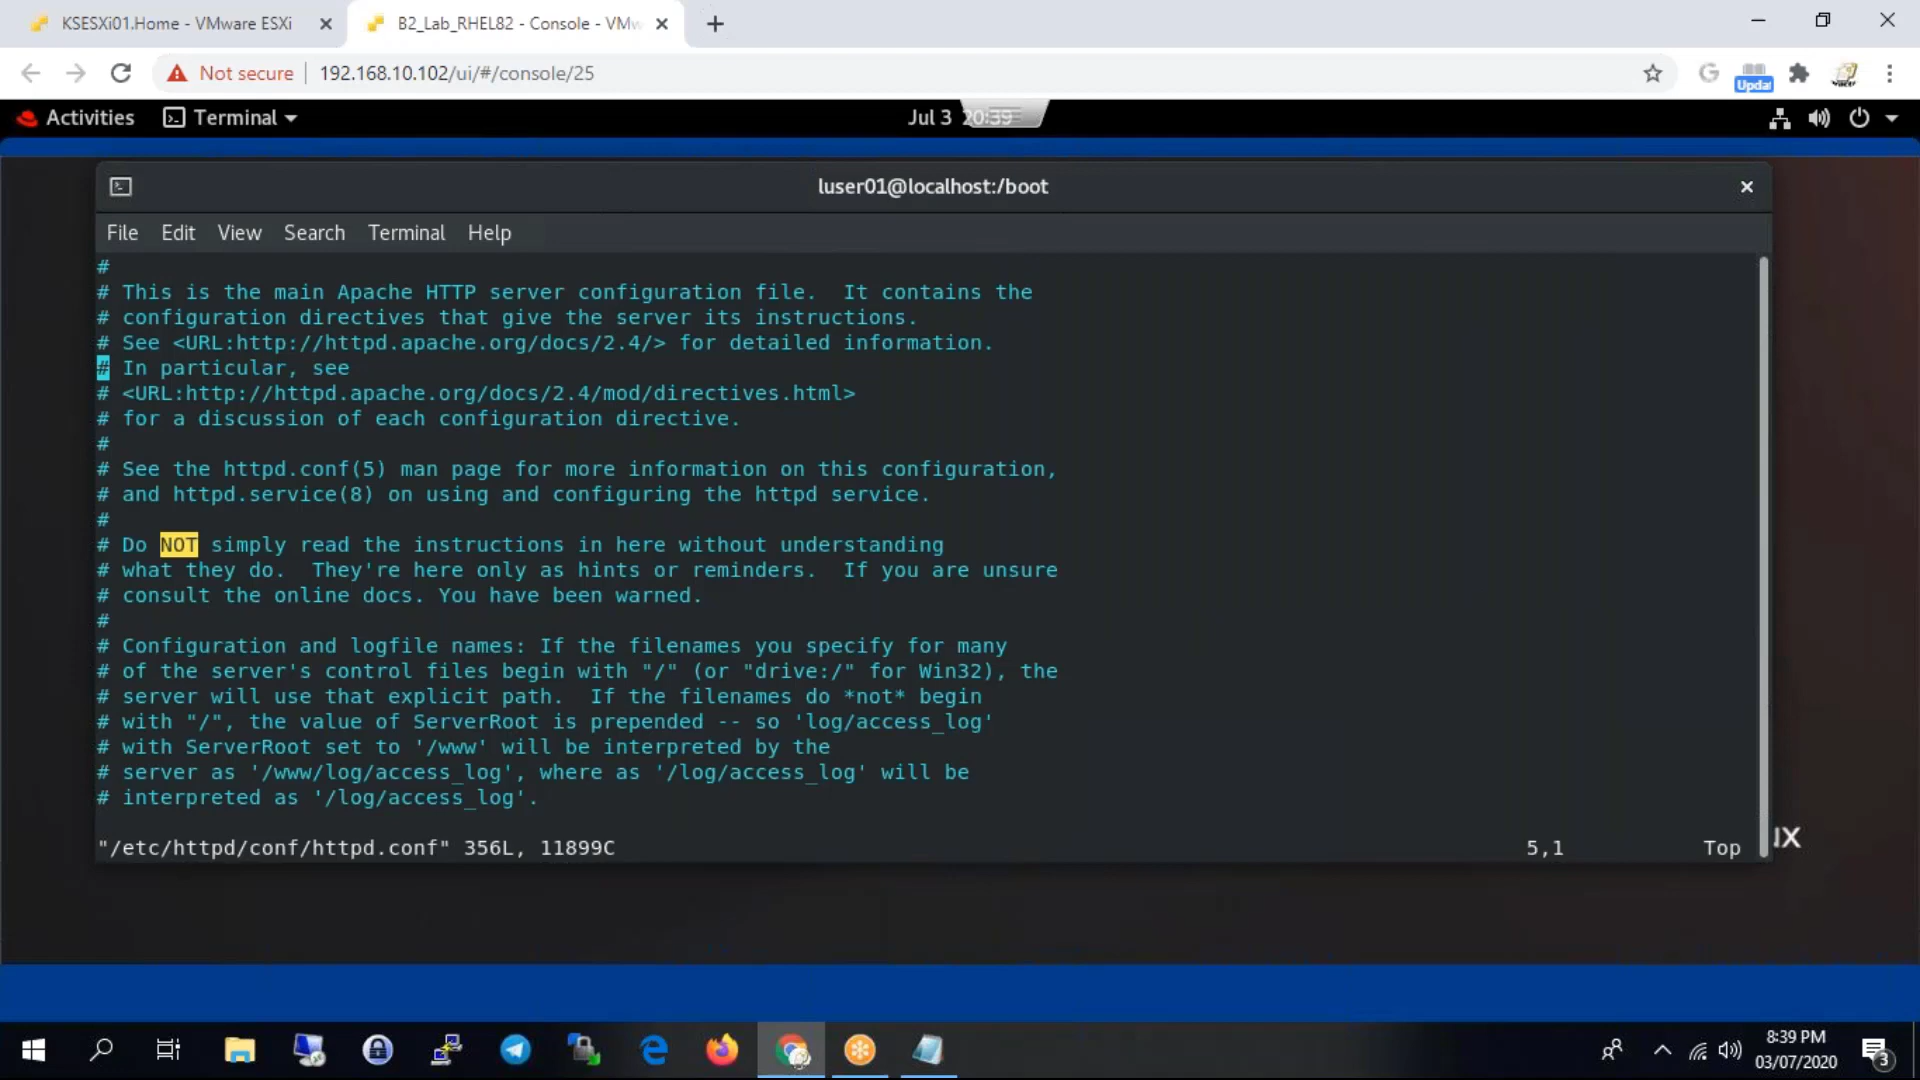 KSESXi01.Home - VMware ESXi
B2_Lab_RHEL82 - Console - VMw
Not secure
192.168.10.102/ui/#/console/25
Updat
Activities
Terminal
Jul 3 20:39
luser01@localhost:/boot
File Edit View Search Terminal Help
#
# This is the main Apache HTTP server configuration file.  It contains the
# configuration directives that give the server its instructions.
# See <URL:http://httpd.apache.org/docs/2.4/> for detailed information.
# In particular, see
# <URL:http://httpd.apache.org/docs/2.4/mod/directives.html>
# for a discussion of each configuration directive.
#
# See the httpd.conf(5) man page for more information on this configuration,
# and httpd.service(8) on using and configuring the httpd service.
#
# Do NOT simply read the instructions in here without understanding
# what they do.  They're here only as hints or reminders.  If you are unsure
# consult the online docs. You have been warned.
#
# Configuration and logfile names: If the filenames you specify for many
# of the server's control files begin with "/" (or "drive:/" for Win32), the
# server will use that explicit path.  If the filenames do *not* begin
# with "/", the value of ServerRoot is prepended -- so 'log/access_log'
# with ServerRoot set to '/www' will be interpreted by the
# server as '/www/log/access_log', where as '/log/access_log' will be
# interpreted as '/log/access_log'.
"/etc/httpd/conf/httpd.conf" 356L, 11899C
5,1
Top
8:39 PM
03/07/2020
3